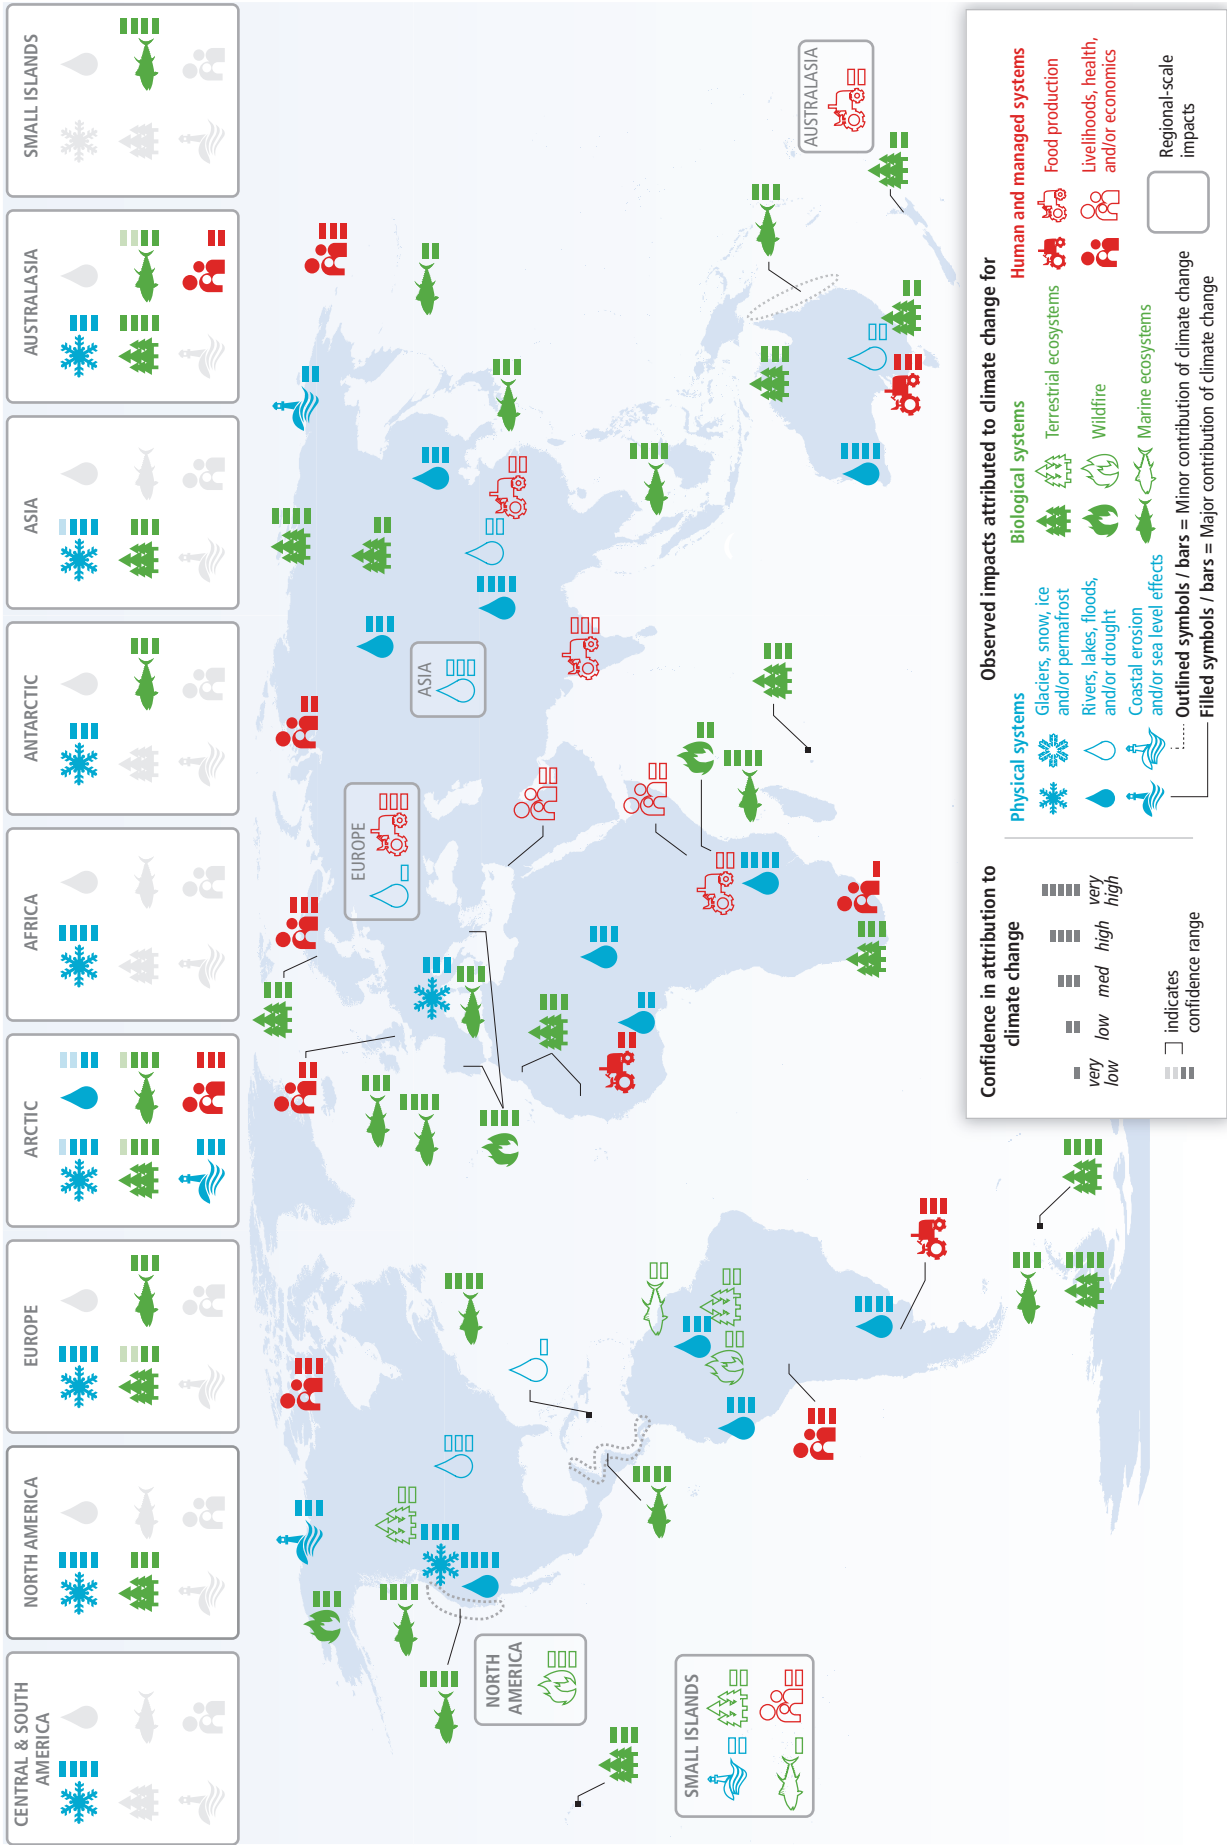 CENTRAL & SOUTH
AMERICA
NORTH AMERICA
EUROPE
ARCTIC
AFRICA
ANTARCTIC
ASIA
AUSTRALASIA
SMALL ISLANDS
NORTH
AMERICA
SMALL ISLANDS
EUROPE
ASIA
AUSTRALASIA
Confidence in attribution to
climate change
very
low
low
med
high
very
high
indicates
confidence range
Observed impacts attributed to climate change for
Physical systems
Glaciers, snow, ice
and/or permafrost
Rivers, lakes, floods,
and/or drought
Coastal erosion
and/or sea level effects
Biological systems
Terrestrial ecosystems
Wildfire
Marine ecosystems
Human and managed systems
Food production
Livelihoods, health,
and/or economics
Regional-scale
impacts
Outlined symbols / bars = Minor contribution of climate change
Filled symbols / bars = Major contribution of climate change